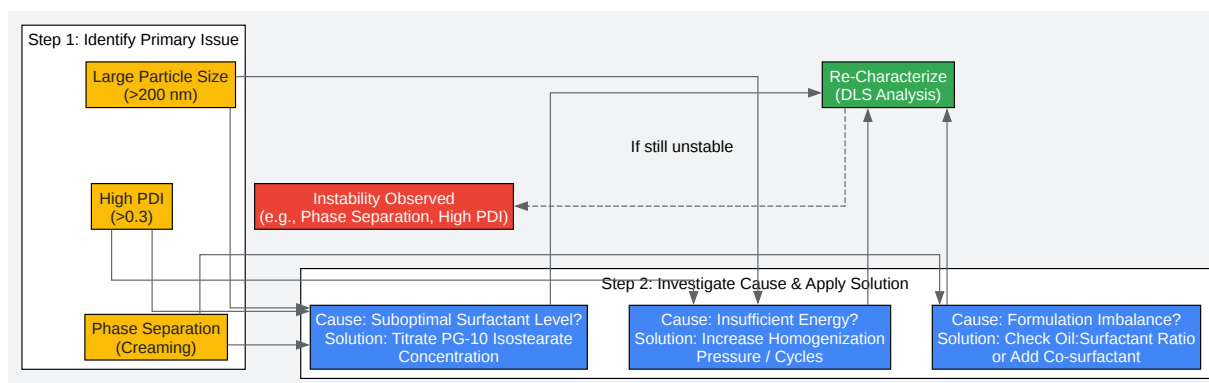 Step 1: Identify Primary Issue
Large Particle Size
(>200 nm)
Re-Characterize
(DLS Analysis)
If still unstable
High PDI
(>0.3)
Instability Observed
(e.g., Phase Separation, High PDI)
Step 2: Investigate Cause & Apply Solution
Phase Separation
(Creaming)
Cause: Suboptimal Surfactant Level?
Solution: Titrate PG-10 Isostearate
Concentration
Cause: Insufficient Energy?
Solution: Increase Homogenization
Pressure / Cycles
Cause: Formulation Imbalance?
Solution: Check Oil:Surfactant Ratio
or Add Co-surfactant